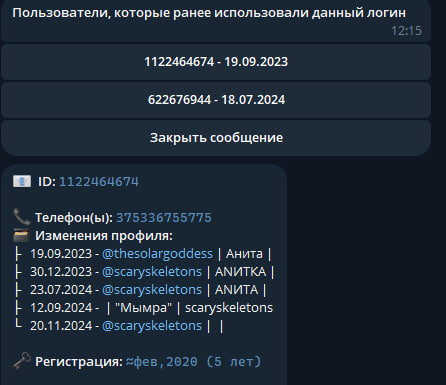 Пользователи, которые ранее использовали данный логин
12:15
1122464674 - 19.09.2023
622676944 - 18.07.2024
Закрыть сообщение
ID: 1122464674
Телефон(ы): 375336755775
Изменения профиля:
├ 19.09.2023 - @thesolargoddess | Анита |
├ 30.12.2023 - @scaryskeletons | АNИТКА |
├ 23.07.2024 - @scaryskeletons | АNИТА |
├ 12.09.2024 - | "Мымра" | scaryskeletons
└ 20.11.2024 - @scaryskeletons | |
Регистрация: ≈фев,2020 (5 лет)